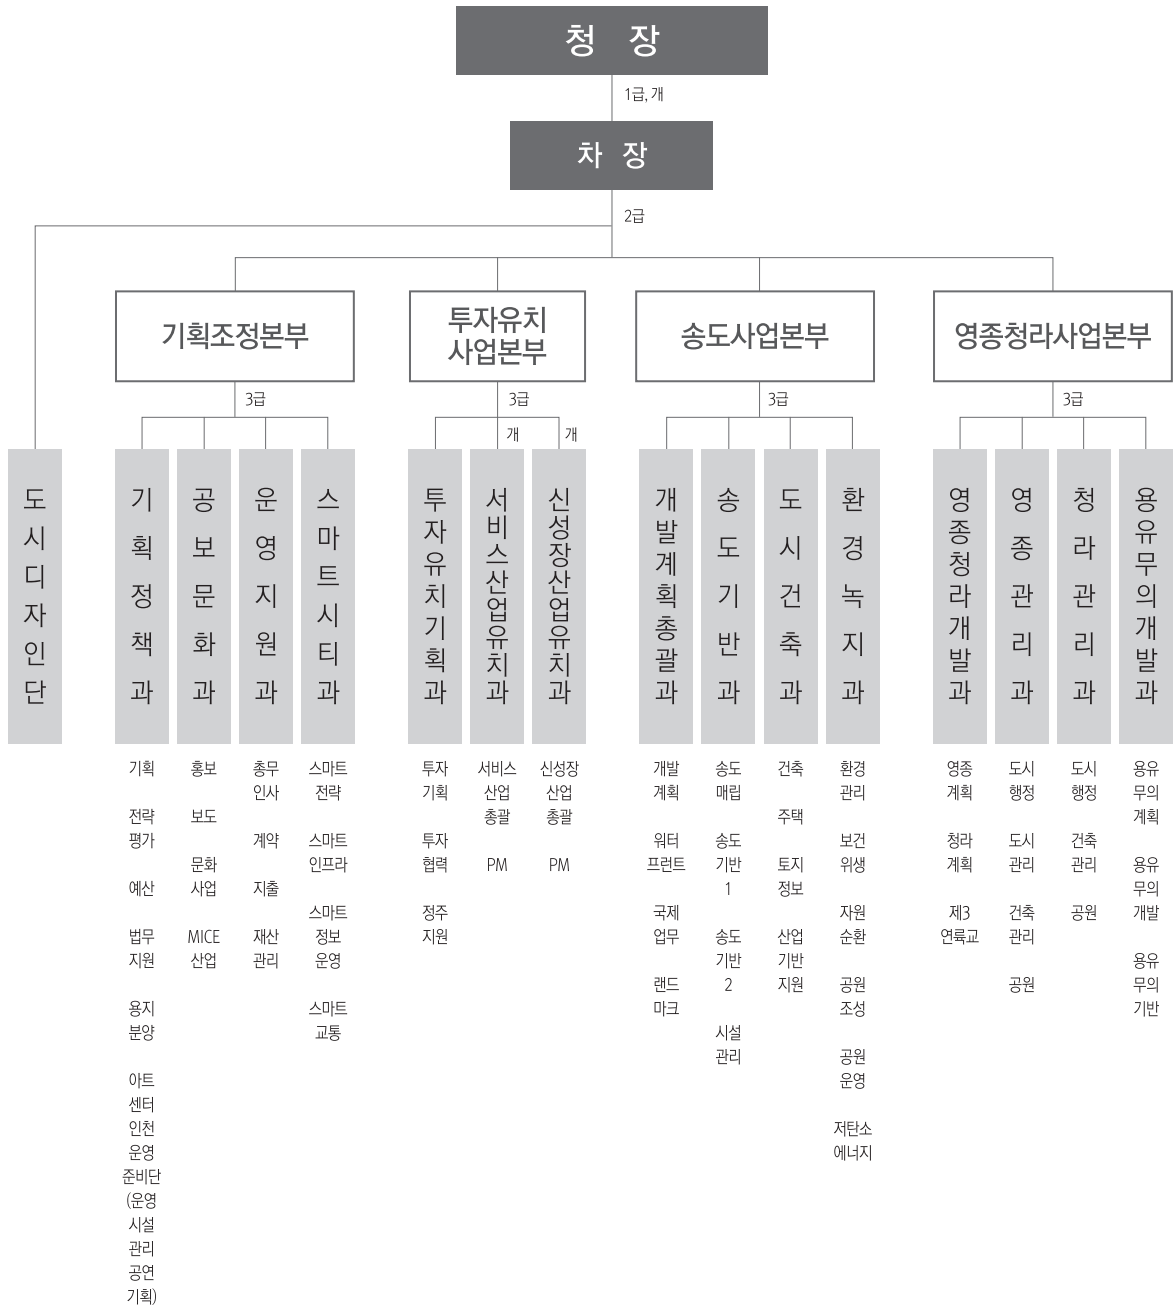 청 장
1급, 개
차 장
2급
기획조정본부
투자유치
사업본부
송도사업본부
영종청라사업본부
3급
3급
3급
3급
개
개
도시디자인단
기획정책과
공보문화과
운영지원과
스마트시티과
투자유치기획과
서비스산업유치과
신성장산업유치과
개발계획총괄과
송도기반과
도시건축과
환경녹지과
영종청라개발과
영종관리과
청라관리과
용유무의개발과
기획
전략
평가
예산
법무
지원
용지
분양
아트
센터
인천
운영
준비단
(운영
시설
관리
공연
기획)
홍보
보도
문화
사업
MICE
산업
총무
인사
계약
지출
재산
관리
스마트
전략
스마트
인프라
스마트
정보
운영
스마트
교통
투자
기획
투자
협력
정주
지원
서비스
산업
총괄
PM
신성장
산업
총괄
PM
개발
계획
워터
프런트
국제
업무
랜드
마크
송도
매립
송도
기반
1
송도
기반
2
시설
관리
건축
주택
토지
정보
산업
기반
지원
환경
관리
보건
위생
자원
순환
공원
조성
공원
운영
저탄소
에너지
영종
계획
청라
계획
제3
연륙교
도시
행정
도시
관리
건축
관리
공원
도시
행정
건축
관리
공원
용유
무의
계획
용유
무의
개발
용유
무의
기반